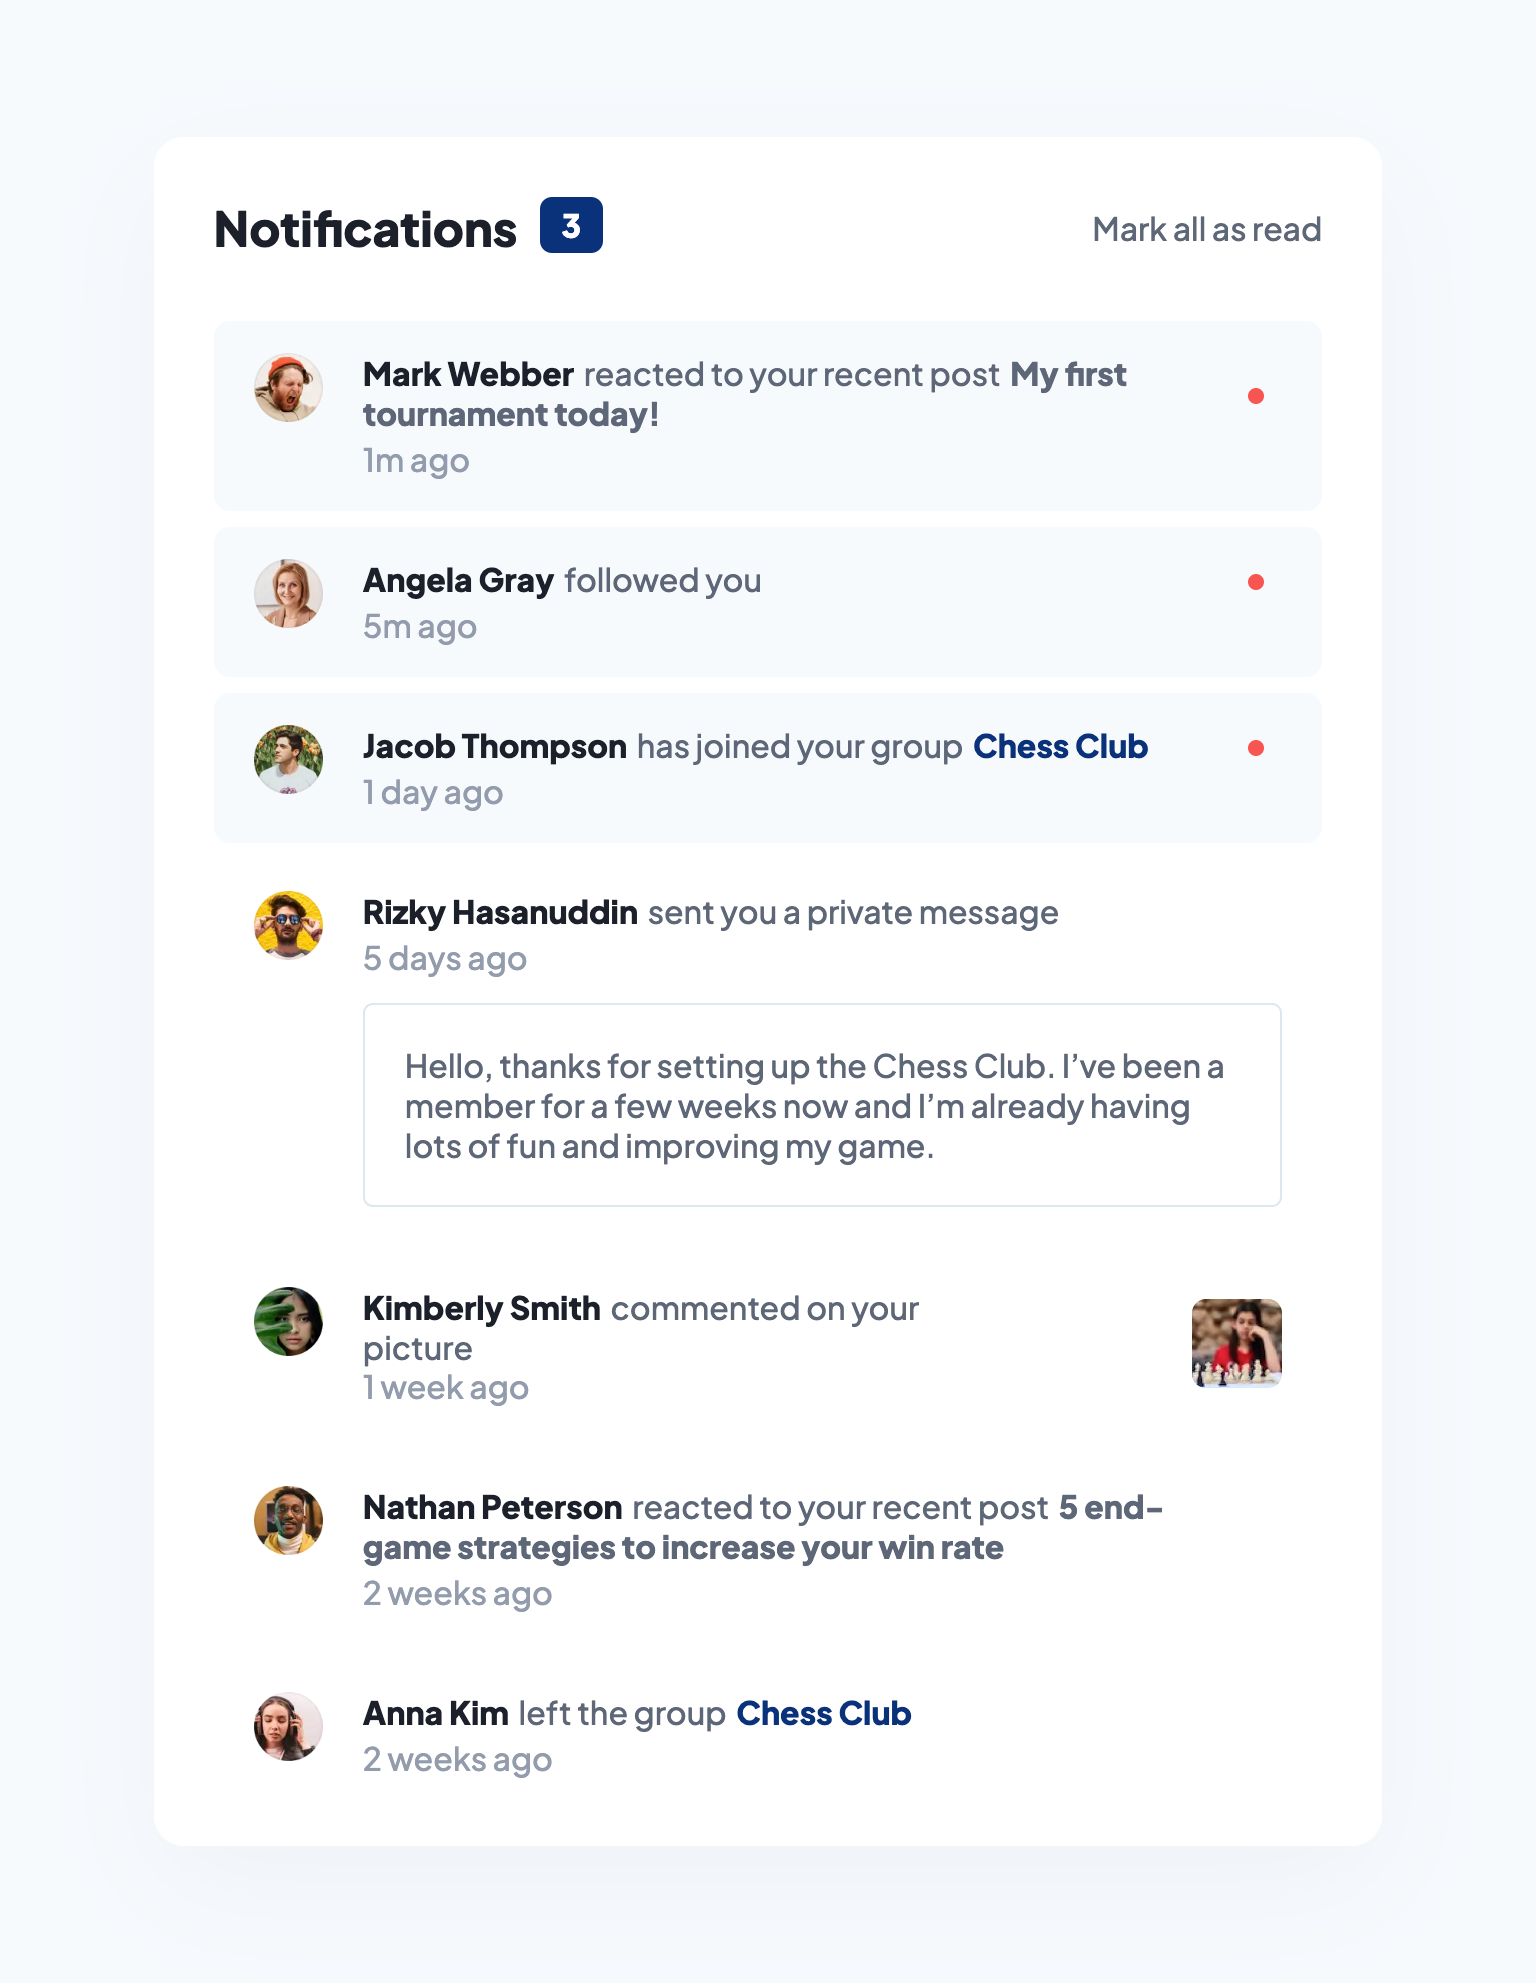 Notifications 3
Mark all as read
Mark Webber reacted to your recent post My first
tournament today!
1m ago
Angela Gray followed you
5m ago
Jacob Thompson has joined your group Chess Club
1 day ago
Rizky Hasanuddin sent you a private message
5 days ago
Hello, thanks for setting up the Chess Club. I’ve been a
member for a few weeks now and I’m already having
lots of fun and improving my game.
Kimberly Smith commented on your
picture
1 week ago
Nathan Peterson reacted to your recent post 5 end-
game strategies to increase your win rate
2 weeks ago
Anna Kim left the group Chess Club
2 weeks ago